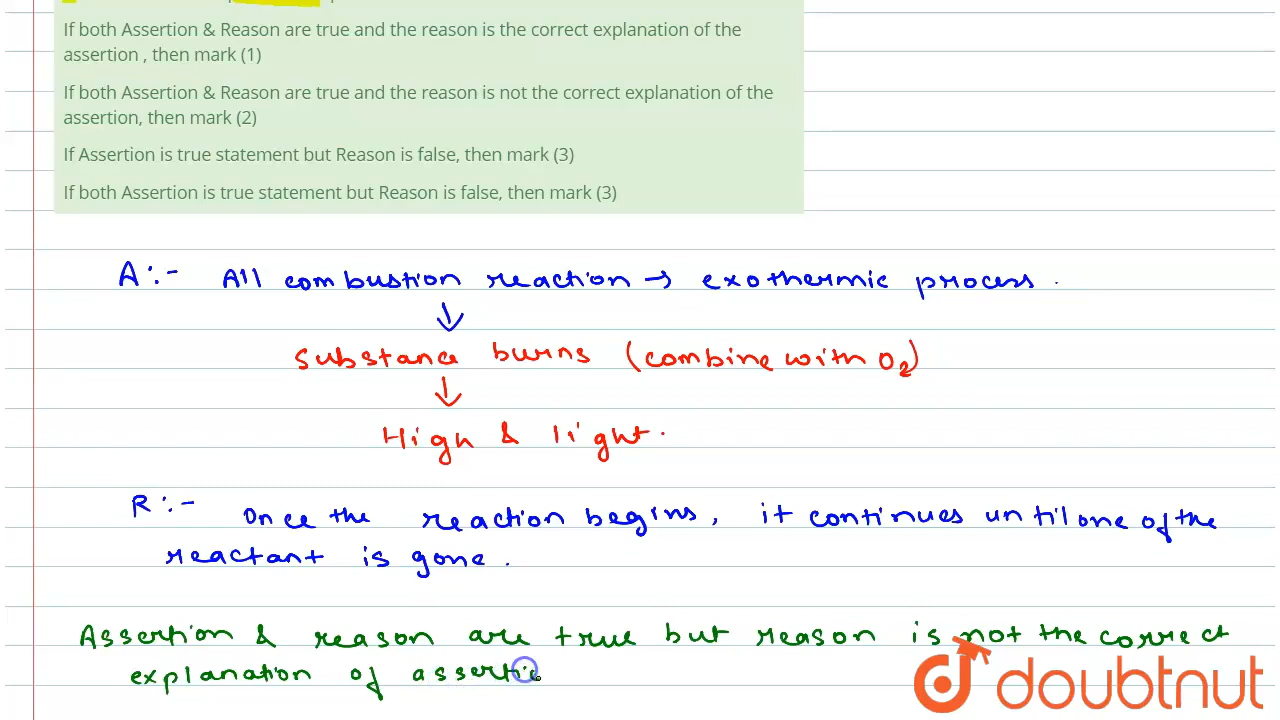 If both Assertion & Reason are true and the reason is the correct explanation of the
assertion , then mark (1)
If both Assertion & Reason are true and the reason is not the correct explanation of the
assertion, then mark (2)
If Assertion is true statement but Reason is false, then mark (3)
If both Assertion is true statement but Reason is false, then mark (3)
A :- All combustion reaction → exothermic process .
↓
Substance burns (combine with O2)
↓
High & light .
R :- Once the reaction begins, it continues until one of the
reactant is gone .
Assertion & reason are true but reason is not the correct
explanation of assertio
doubtnut